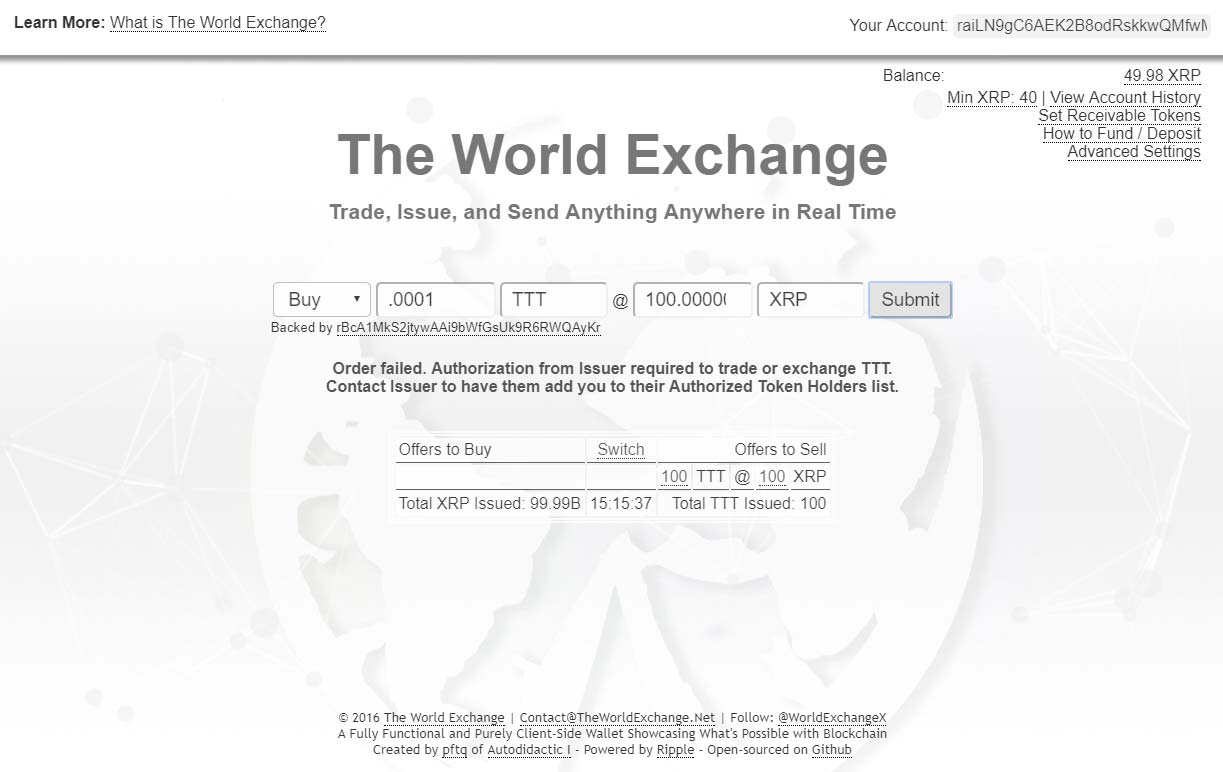 Learn More: What is The World Exchange?
Your Account: raiLN9gC6AEK2B8odRskkwQMfwI
Balance: 49.98 XRP
Min XRP: 40 | View Account History
Set Receivable Tokens
How to Fund / Deposit
Advanced Settings
The World Exchange
Trade, Issue, and Send Anything Anywhere in Real Time
Buy .0001 TTT @ 100.0000 XRP Submit
Backed by rBcA1MkS2jtywAAi9bWfGsUk9R6RWQAyKr
Order failed. Authorization from Issuer required to trade or exchange TTT.
Contact Issuer to have them add you to their Authorized Token Holders list.
Offers to Buy Switch Offers to Sell
100 TTT @ 100 XRP
Total XRP Issued: 99.99B 15:15:37 Total TTT Issued: 100
© 2016 The World Exchange | Contact@TheWorldExchange.Net | Follow: @WorldExchangeX
A Fully Functional and Purely Client-Side Wallet Showcasing What's Possible with Blockchain
Created by pftq of Autodidactic I - Powered by Ripple - Open-sourced on Github